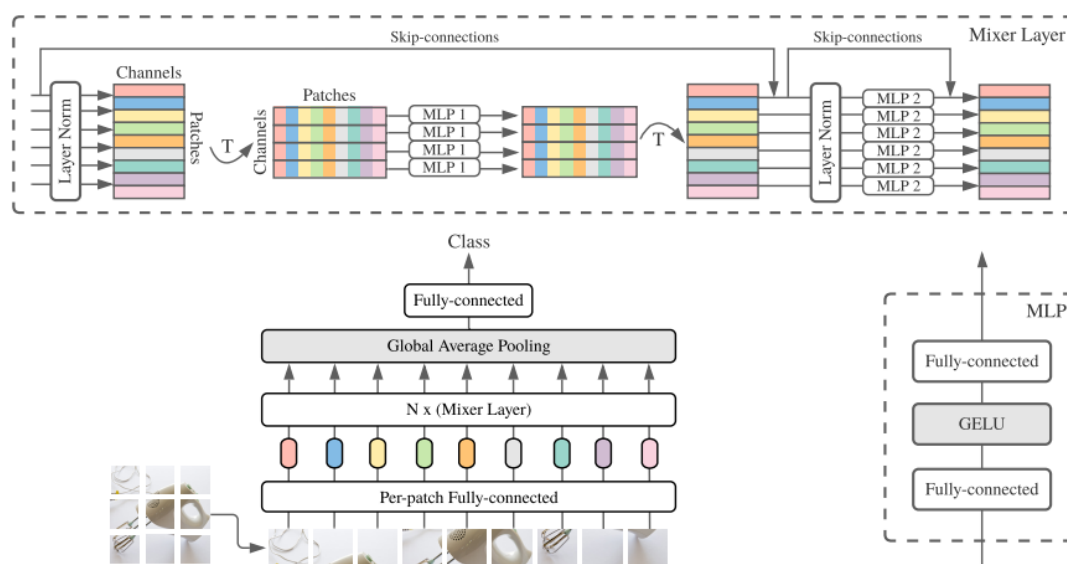 Skip-connections
Skip-connections
Mixer Layer
Channels
Patches
Layer Norm
Patches
T
Channels
MLP 1
MLP 1
MLP 1
MLP 1
T
Layer Norm
MLP 2
MLP 2
MLP 2
MLP 2
MLP 2
MLP 2
Class
Fully-connected
Global Average Pooling
N x (Mixer Layer)
Per-patch Fully-connected
MLP
Fully-connected
GELU
Fully-connected